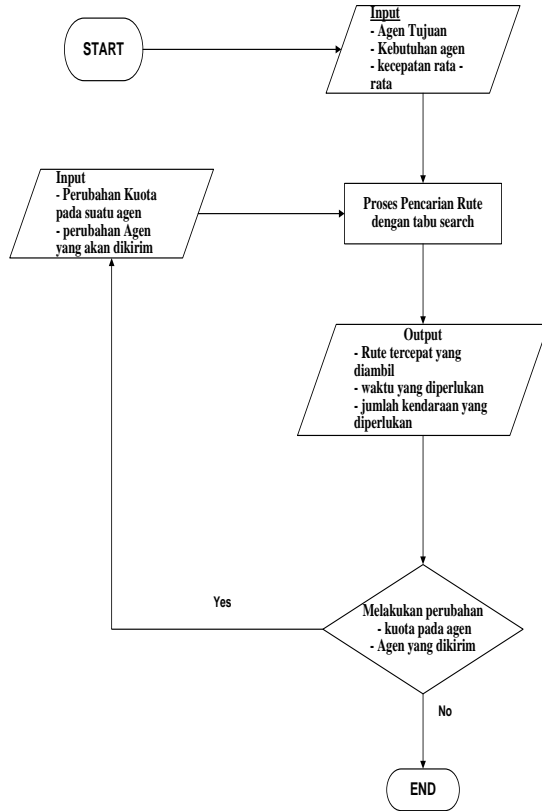 START
Input
- Agen Tujuan
- Kebutuhan agen
- kecepatan rata -
rata
Input
- Perubahan Kuota
pada suatu agen
- perubahan Agen
yang akan dikirim
Proses Pencarian Rute
dengan tabu search
Output
- Rute tercepat yang
diambil
- waktu yang diperlukan
- jumlah kendaraan yang
diperlukan
Yes
Melakukan perubahan
- kuota pada agen
- Agen yang dikirim
No
END